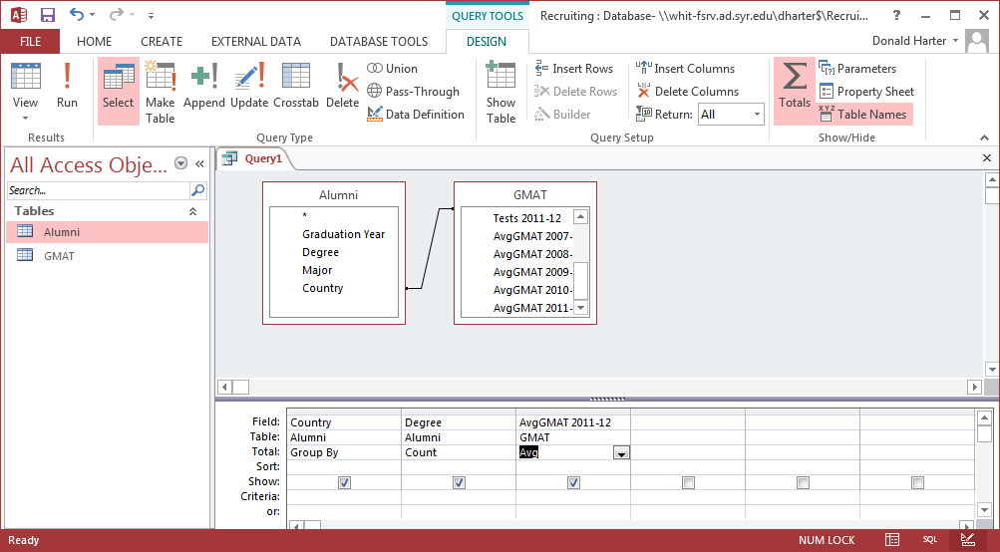 QUERY TOOLS
Recruiting : Database- \\whit-fsrv.ad.syr.edu\dharter$\Recrui...
?
FILE HOME CREATE EXTERNAL DATA DATABASE TOOLS DESIGN
Donald Harter
View
Run
Select
Make Table
Append
Update
Crosstab
Delete
Union
Pass-Through
Data Definition
Show Table
Insert Rows
Delete Rows
Builder
Insert Columns
Delete Columns
Return: All
Totals
Parameters
Property Sheet
XYZ Table Names
Results
Query Type
Query Setup
Show/Hide
All Access Obje... «
Search...
Tables
Alumni
GMAT
Query1
Alumni
*
Graduation Year
Degree
Major
Country
GMAT
Tests 2011-12
AvgGMAT 2007-
AvgGMAT 2008-
AvgGMAT 2009-
AvgGMAT 2010-
AvgGMAT 2011-
Field: Country Degree AvgGMAT 2011-12
Table: Alumni Alumni GMAT
Total: Group By Count Avg
Sort:
Show:
Criteria:
or:
Ready
NUM LOCK
SQL